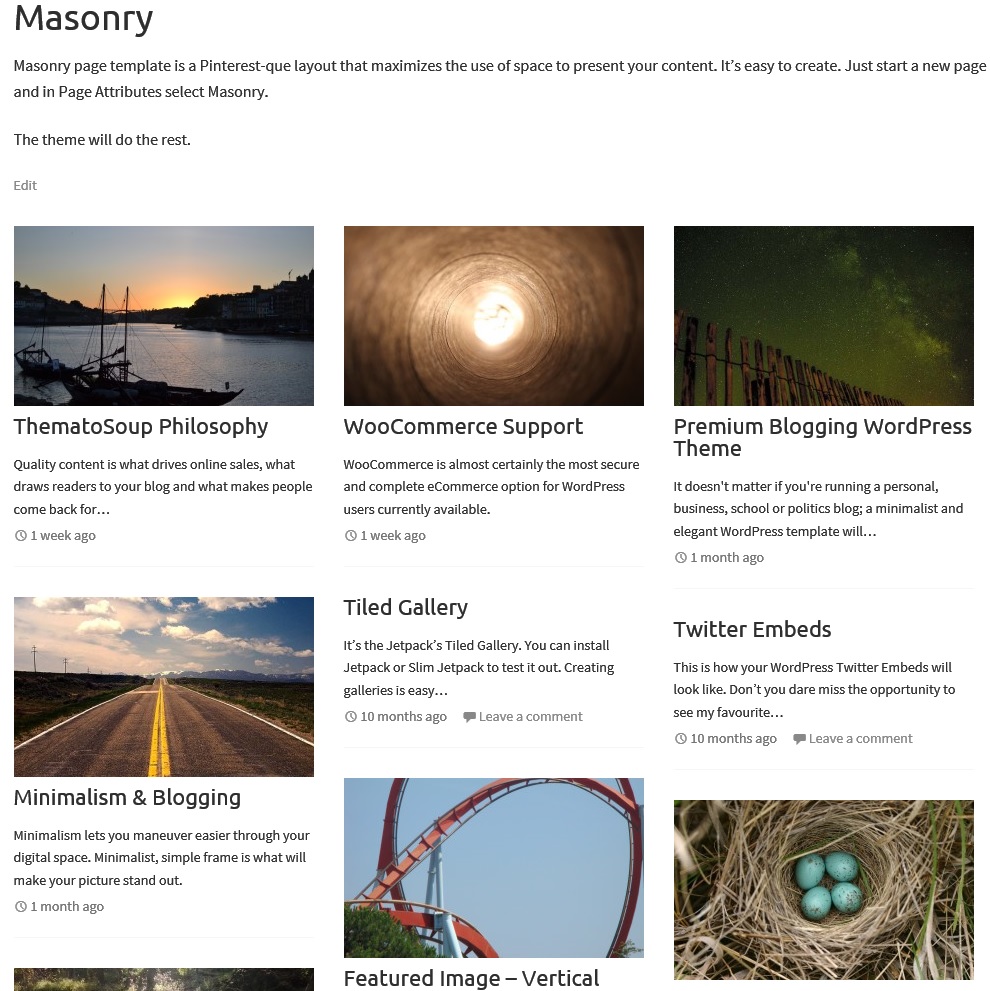 Masonry
Masonry page template is a Pinterest-que layout that maximizes the use of space to present your content. It’s easy to create. Just start a new page
and in Page Attributes select Masonry.
The theme will do the rest.
Edit
ThematoSoup Philosophy
Quality content is what drives online sales, what
draws readers to your blog and what makes people
come back for…
1 week ago
Minimalism & Blogging
Minimalism lets you maneuver easier through your
digital space. Minimalist, simple frame is what will
make your picture stand out.
1 month ago
WooCommerce Support
WooCommerce is almost certainly the most secure
and complete eCommerce option for WordPress
users currently available.
1 week ago
Tiled Gallery
It’s the Jetpack’s Tiled Gallery. You can install
Jetpack or Slim Jetpack to test it out. Creating
galleries is easy…
10 months ago Leave a comment
Featured Image – Vertical
Premium Blogging WordPress
Theme
It doesn't matter if you're running a personal,
business, school or politics blog; a minimalist and
elegant WordPress template will…
1 month ago
Twitter Embeds
This is how your WordPress Twitter Embeds will
look like. Don’t you dare miss the opportunity to
see my favourite…
10 months ago Leave a comment